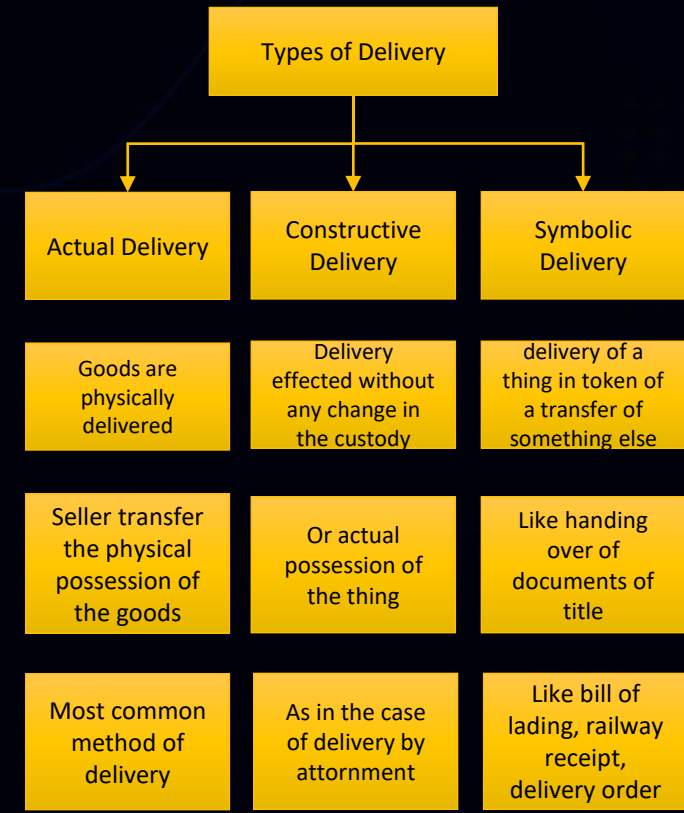 Types of Delivery
Actual Delivery
Constructive
Delivery
Symbolic
Delivery
Goods are
physically
delivered
Delivery
effected without
any change in
the custody
delivery of a
thing in token of
a transfer of
something else
Seller transfer
the physical
possession of
the goods
Or actual
possession of
the thing
Like handing
over of
documents of
title
Most common
method of
delivery
As in the case
of delivery by
attornment
Like bill of
lading, railway
receipt,
delivery order